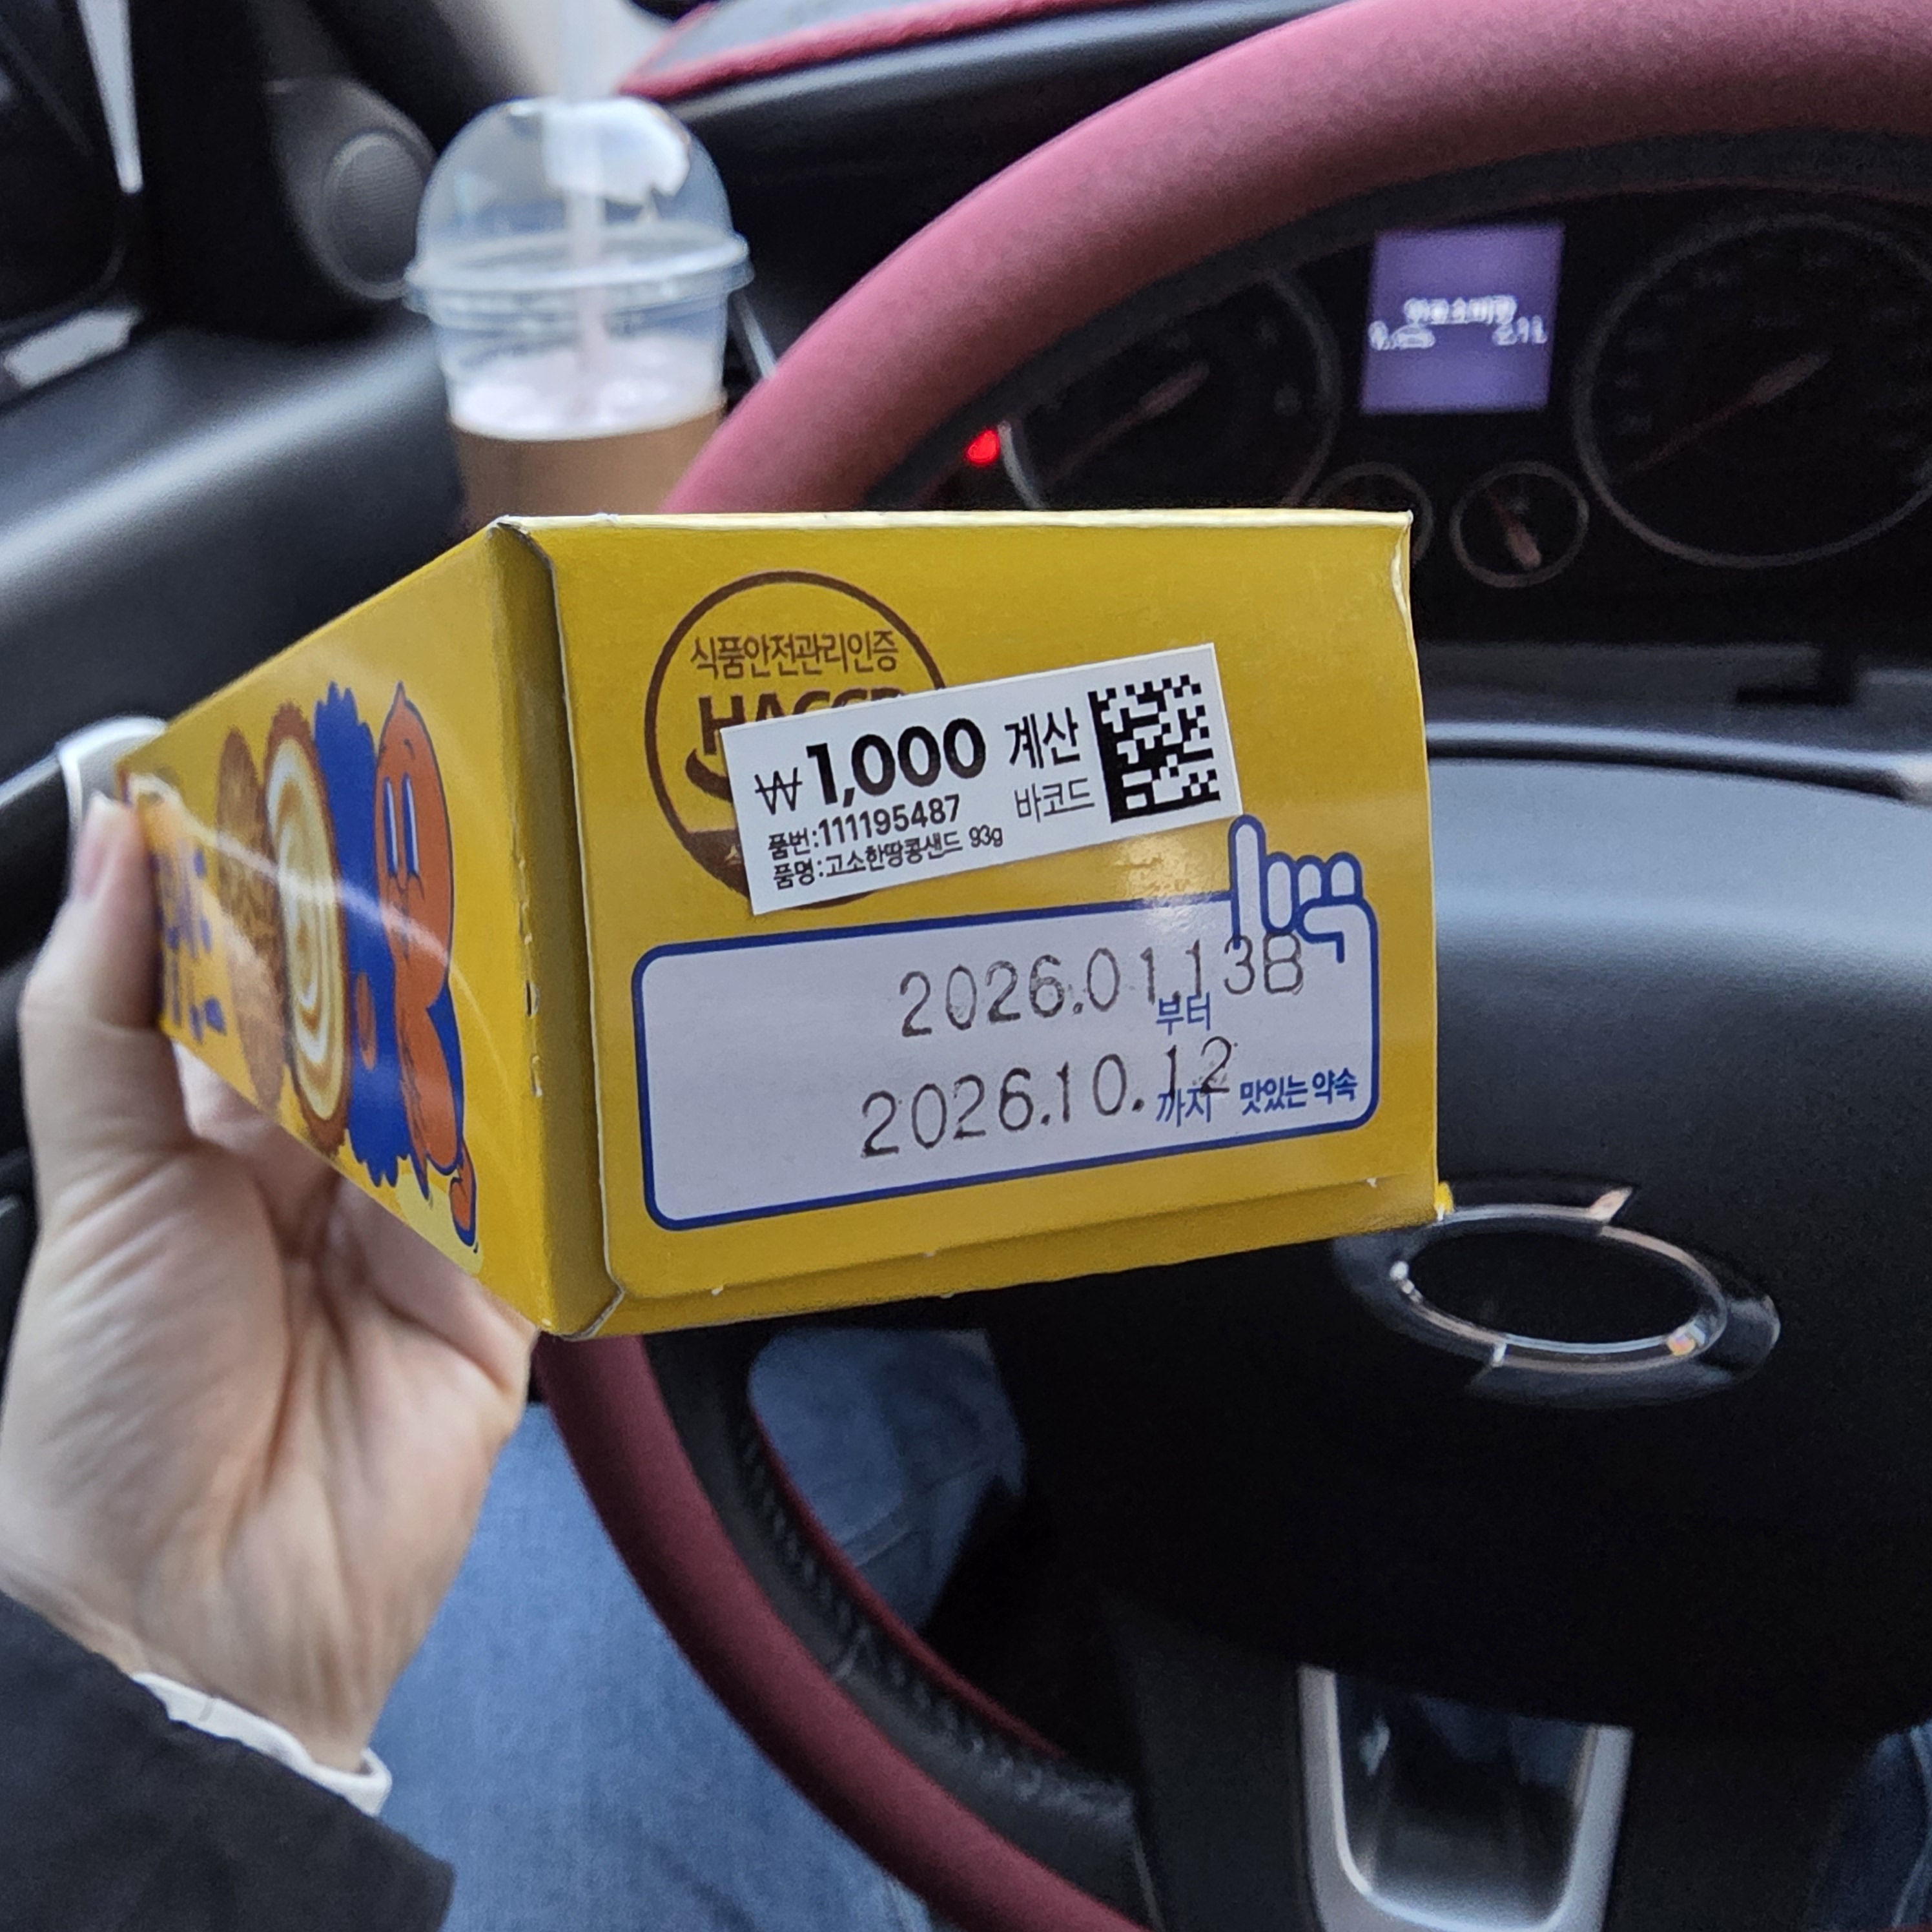 식품안전관리인증
HACCP
₩1,000 계산
바코드
품번:111195487
품명:고소한땅콩샌드 93g
2026.01.13B
부터
2026.10.12
까지 맛있는 약속